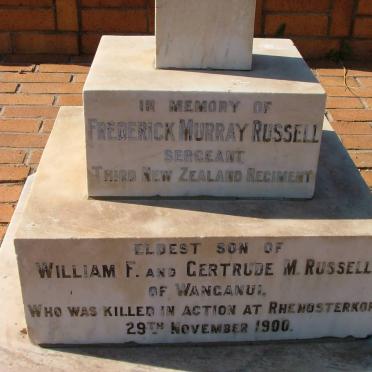 IN MEMORY OF
FREDERICK MURRAY RUSSELL
SERGEANT
THIRD NEW ZEALAND REGIMENT
ELDEST SON OF
WILLIAM F. AND GERTRUDE M. RUSSELL
OF WANGANUI.
WHO WAS KILLED IN ACTION AT RHENOSTERKOP
29TH NOVEMBER 1900.